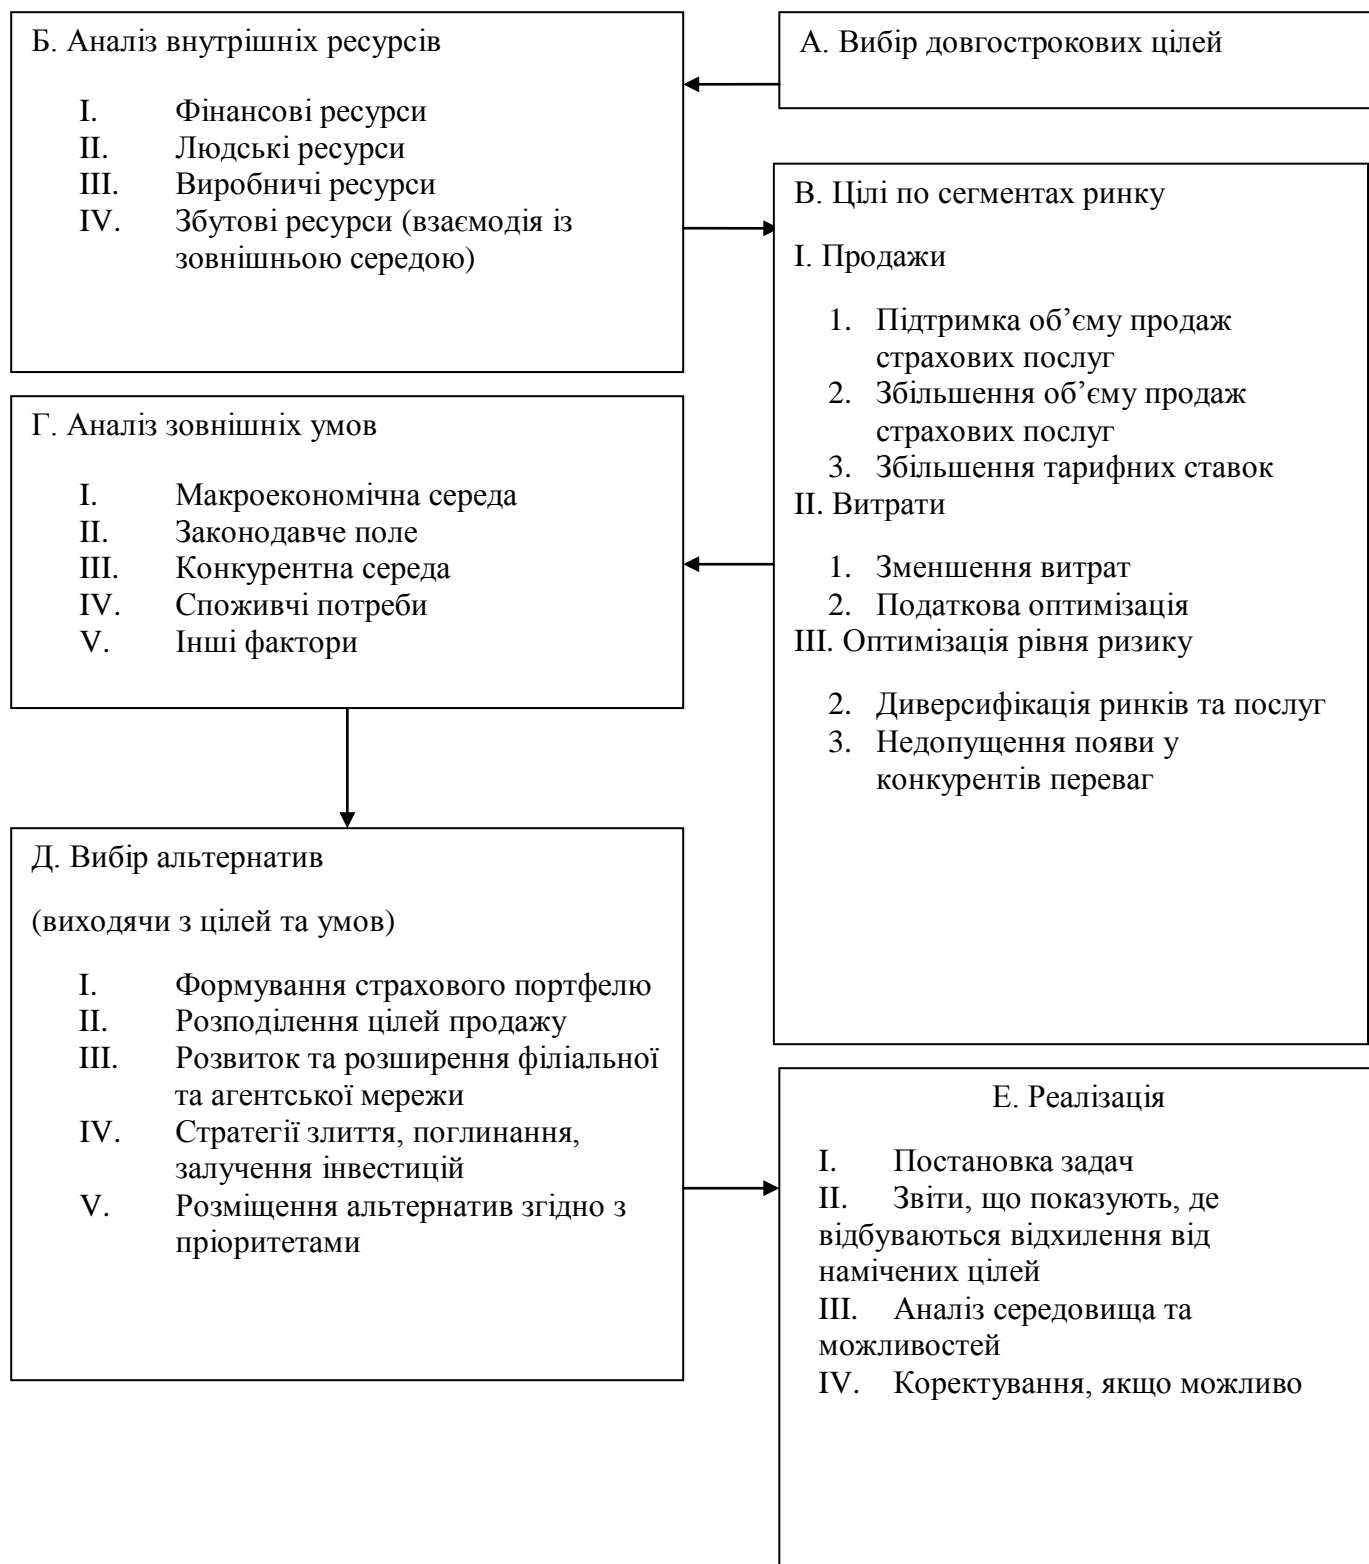 Б. Аналіз внутрішніх ресурсів
I. Фінансові ресурси
II. Людські ресурси
III. Виробничі ресурси
IV. Збутові ресурси (взаємодія із
зовнішньою середою)
А. Вибір довгострокових цілей
В. Цілі по сегментах ринку
I. Продажи
1. Підтримка об’єму продаж
страхових послуг
2. Збільшення об’єму продаж
страхових послуг
3. Збільшення тарифних ставок
II. Витрати
1. Зменшення витрат
2. Податкова оптимізація
III. Оптимізація рівня ризику
2. Диверсифікація ринків та послуг
3. Недопущення появи у
конкурентів переваг
Г. Аналіз зовнішніх умов
I. Макроекономічна середа
II. Законодавче поле
III. Конкурентна середа
IV. Споживчі потреби
V. Інші фактори
Д. Вибір альтернатив
(виходячи з цілей та умов)
I. Формування страхового портфелю
II. Розподілення цілей продажу
III. Розвиток та розширення філіальної
та агентської мережи
IV. Стратегії злиття, поглинання,
залучення інвестицій
V. Розміщення альтернатив згідно з
пріоритетами
Е. Реалізація
I. Постановка задач
II. Звіти, що показують, де
відбуваються відхилення від
намічених цілей
III. Аналіз середовища та
можливостей
IV. Коректування, якщо можливо